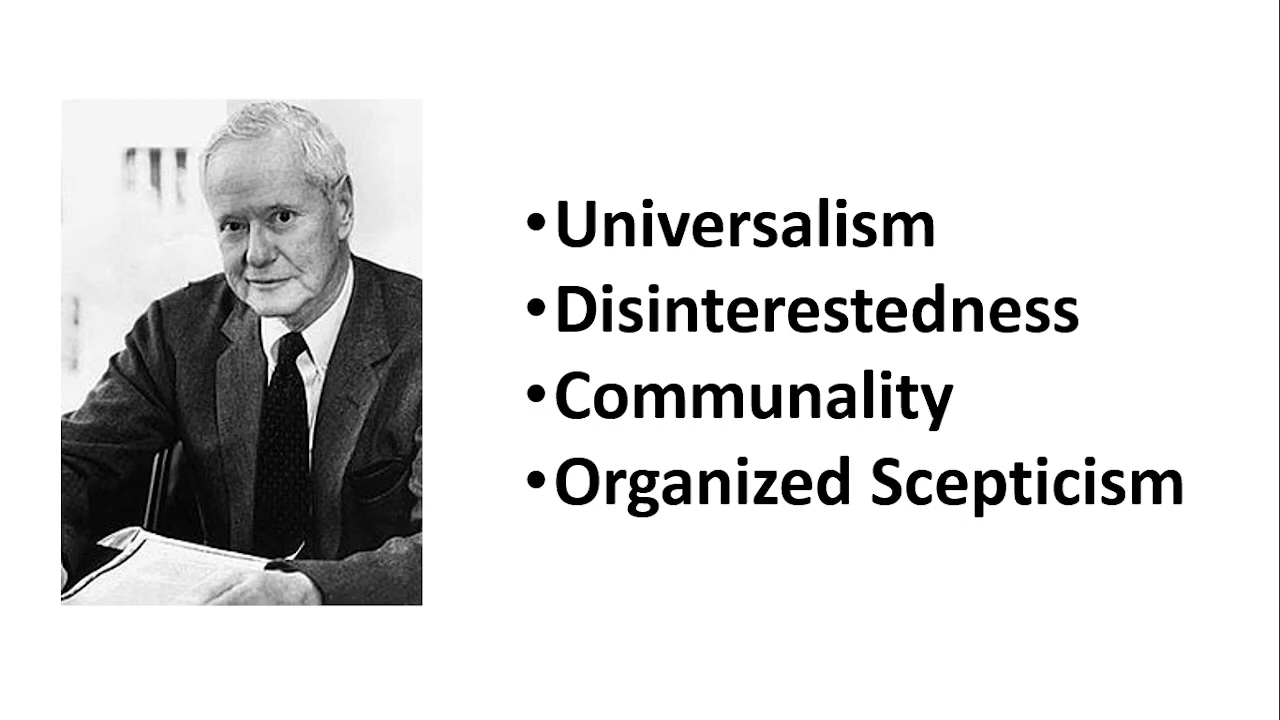 •Universalism
•Disinterestedness
•Communality
•Organized Scepticism